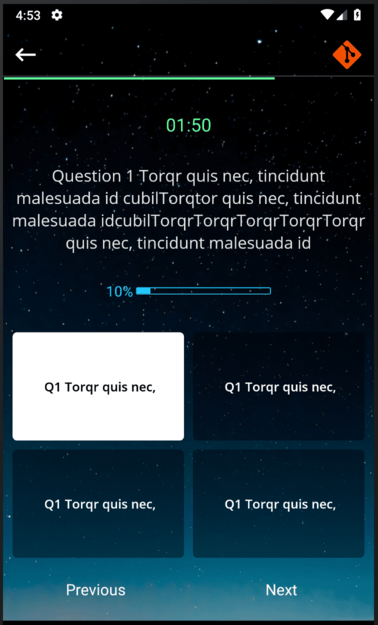 4:53
01:50
Question 1 Torqr quis nec, tincidunt
malesuada id cubilTorqtor quis nec, tincidunt
malesuada idcubilTorqrTorqrTorqrTorqrTorqr
quis nec, tincidunt malesuada id
10%
Q1 Torqr quis nec, Q1 Torqr quis nec,
Q1 Torqr quis nec, Q1 Torqr quis nec,
Previous Next